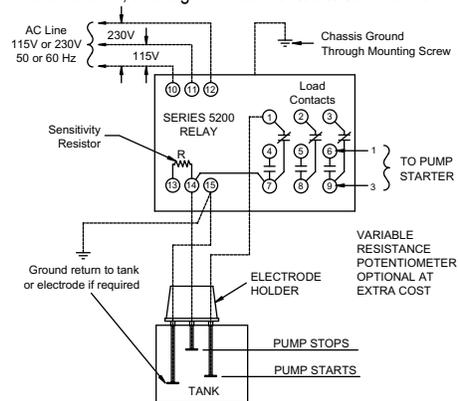 AC Line
115V or 230V
50 or 60 Hz
230V
115V
Chassis Ground
Through Mounting Screw
10 11 12
SERIES 5200
RELAY
Load
Contacts
1 2 3
Sensitivity
Resistor
R
4 5 6
1
TO PUMP
STARTER
13 14 15
7 8 9
3
VARIABLE
RESISTANCE
POTENTIOMETER
OPTIONAL AT
EXTRA COST
Ground return to tank
or electrode if required
ELECTRODE
HOLDER
PUMP STOPS
PUMP STARTS
TANK